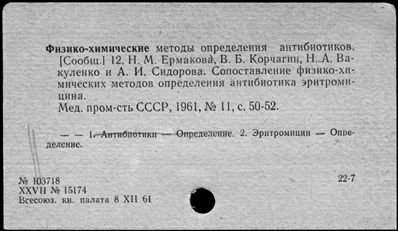 Физико-химические методы определения антибиотиков.
[Сообщ.] 12. Н. М. Ермакова, В. Б. Корчагин, Н. А. Ва-
куленко и А. И. Сидорова. Сопоставление физико-хи-
мических методов определения антибиотика эритроми-
цина.
Мед. пром-сть СССР, 1961, № 11, с. 50-52.
— — 1. Антибиотики — Определение. 2. Эритромицин — Опре-
деление.
№ 103718
22-7
XXVII № 15174
Всесоюз. кн. палата 8 XII 61